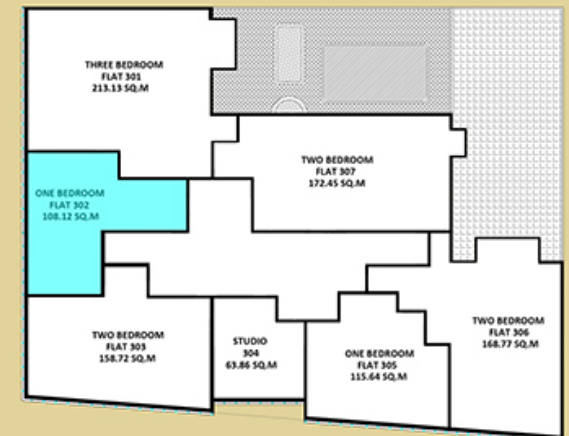 THREE BEDROOM
FLAT 301
213.13 SQ.M
TWO BEDROOM
FLAT 307
172.45 SQ.M
ONE BEDROOM
FLAT 302
108.12 SQ.M
TWO BEDROOM
FLAT 303
158.72 SQ.M
STUDIO
304
63.86 SQ.M
ONE BEDROOM
FLAT 305
115.64 SQ.M
TWO BEDROOM
FLAT 306
168.77 SQ.M